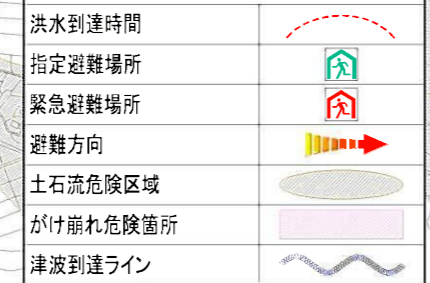 洪水到達時間
指定避難場所
緊急避難場所
避難方向
土石流危険区域
がけ崩れ危険箇所
津波到達ライン